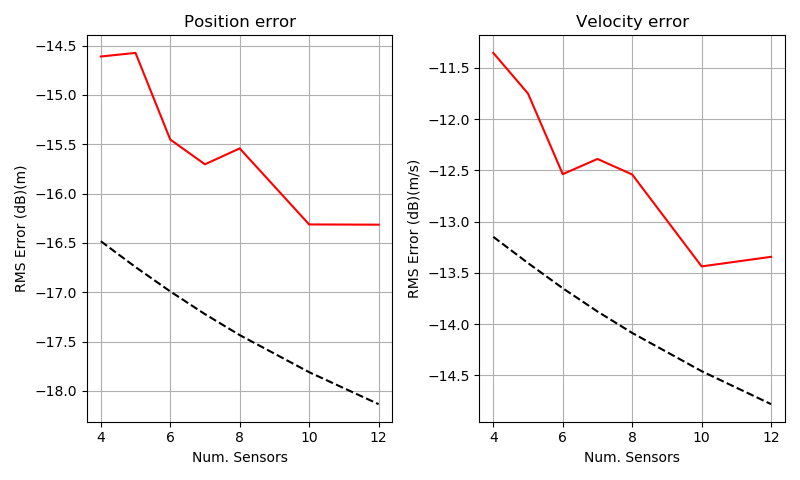 Position error
−14.5
−15.0
−15.5
−16.0
−16.5
−17.0
−17.5
−18.0
RMS Error (dB)(m)
4 6 8 10 12
Num. Sensors
Velocity error
−11.5
−12.0
−12.5
−13.0
−13.5
−14.0
−14.5
RMS Error (dB)(m/s)
4 6 8 10 12
Num. Sensors